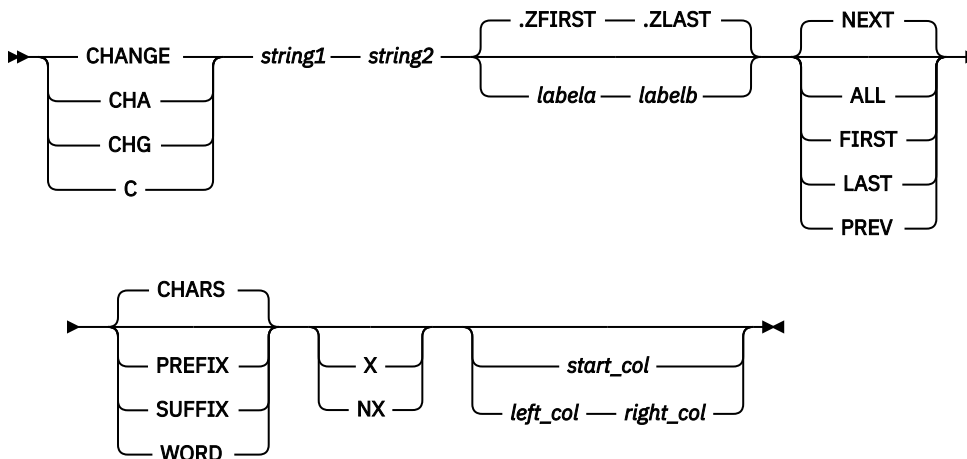 .ZFIRST .ZLAST NEXT
CHANGE string1 string2
CHA labela labelb ALL
CHG FIRST
C LAST
PREV
CHARS
PREFIX X start_col
SUFFIX NX left_col right_col
WORD